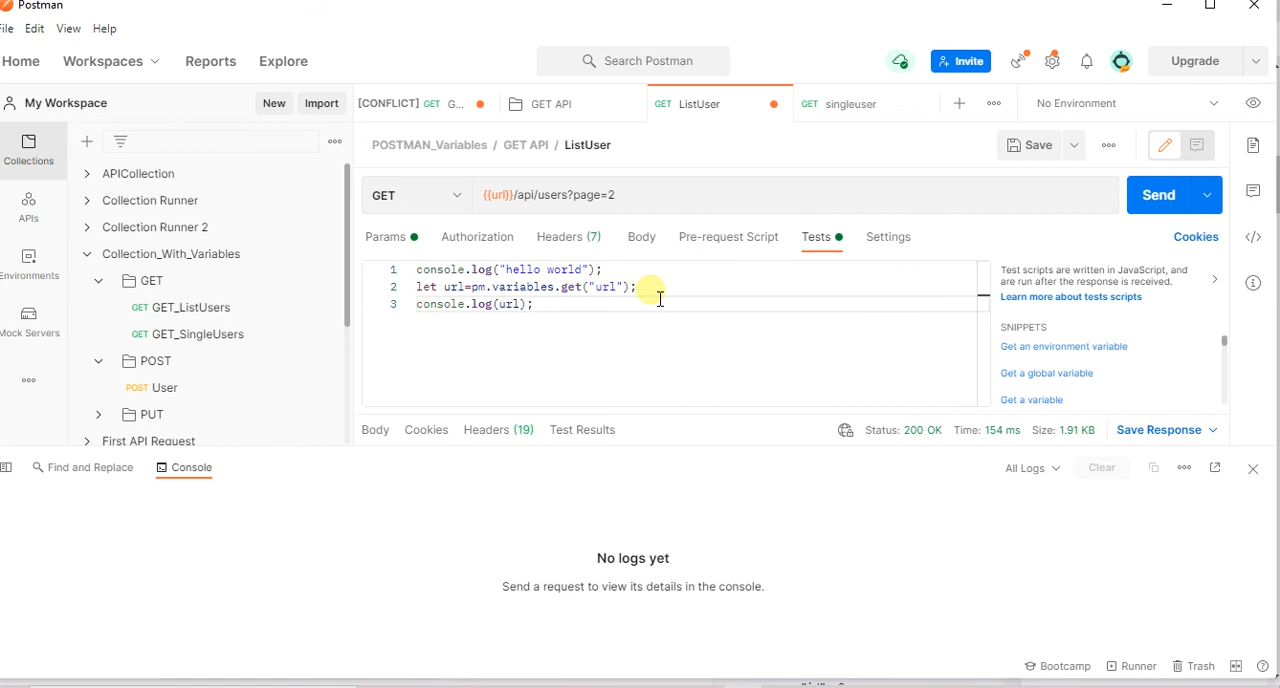 Postman
File Edit View Help
Home Workspaces Reports Explore Search Postman Invite Upgrade
My Workspace New Import [CONFLICT] GET G... GET API GET ListUser GET singleuser No Environment
Collections
APIs
Environments
Mock Servers
APICollection
Collection Runner
Collection Runner 2
Collection_With_Variables
GET
GET GET_ListUsers
GET GET_SingleUsers
POST
POST User
PUT
First API Request
POSTMAN_Variables / GET API / ListUser Save
GET {{url}}/api/users?page=2 Send
Params Authorization Headers (7) Body Pre-request Script Tests Settings Cookies
1 console.log("hello world");
2 let url=pm.variables.get("url");
3 console.log(url);
Test scripts are written in JavaScript, and
are run after the response is received.
Learn more about tests scripts
SNIPPETS
Get an environment variable
Get a global variable
Get a variable
Body Cookies Headers (19) Test Results Status: 200 OK Time: 154 ms Size: 1.91 KB Save Response
Find and Replace Console All Logs Clear
No logs yet
Send a request to view its details in the console.
Bootcamp Runner Trash